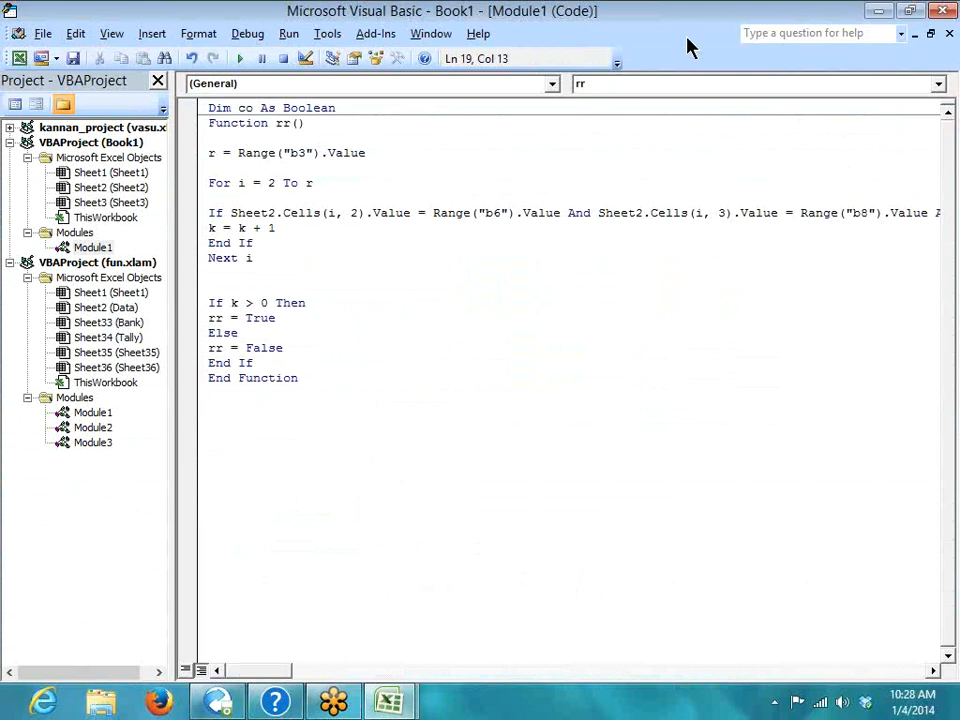 Microsoft Visual Basic - Book1 - [Module1 (Code)]
File Edit View Insert Format Debug Run Tools Add-Ins Window Help
Type a question for help
Ln 19, Col 13
Project - VBAProject
(General)
rr
kannan_project (vasu.x
VBAProject (Book1)
Microsoft Excel Objects
Sheet1 (Sheet1)
Sheet2 (Sheet2)
Sheet3 (Sheet3)
ThisWorkbook
Modules
Module1
VBAProject (fun.xlam)
Microsoft Excel Objects
Sheet1 (Sheet1)
Sheet2 (Data)
Sheet33 (Bank)
Sheet34 (Tally)
Sheet35 (Sheet35)
Sheet36 (Sheet36)
ThisWorkbook
Modules
Module1
Module2
Module3
Dim co As Boolean
Function rr()
r = Range("b3").Value
For i = 2 To r
If Sheet2.Cells(i, 2).Value = Range("b6").Value And Sheet2.Cells(i, 3).Value = Range("b8").Value A
k = k + 1
End If
Next i
If k > 0 Then
rr = True
Else
rr = False
End If
End Function
10:28 AM
1/4/2014